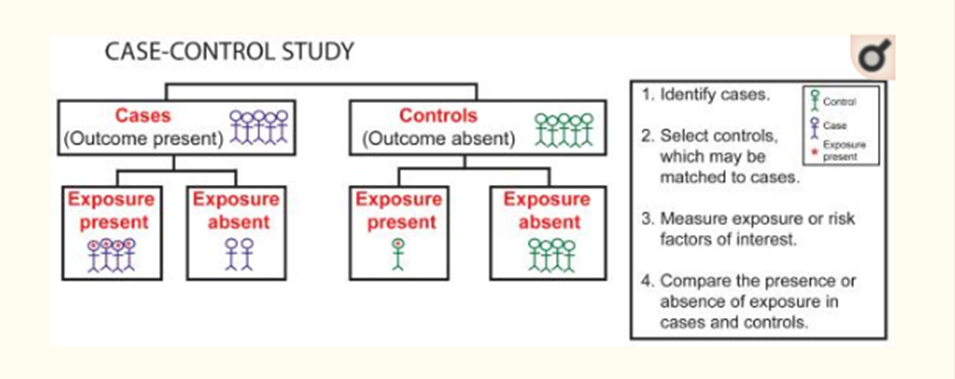 CASE-CONTROL STUDY
Cases
(Outcome present)
Controls
(Outcome absent)
Exposure
present
Exposure
absent
Exposure
present
Exposure
absent
1. Identify cases.
2. Select controls,
which may be
matched to cases.
3. Measure exposure or risk
factors of interest.
4. Compare the presence or
absence of exposure in
cases and controls.
Control
Case
Exposure
present